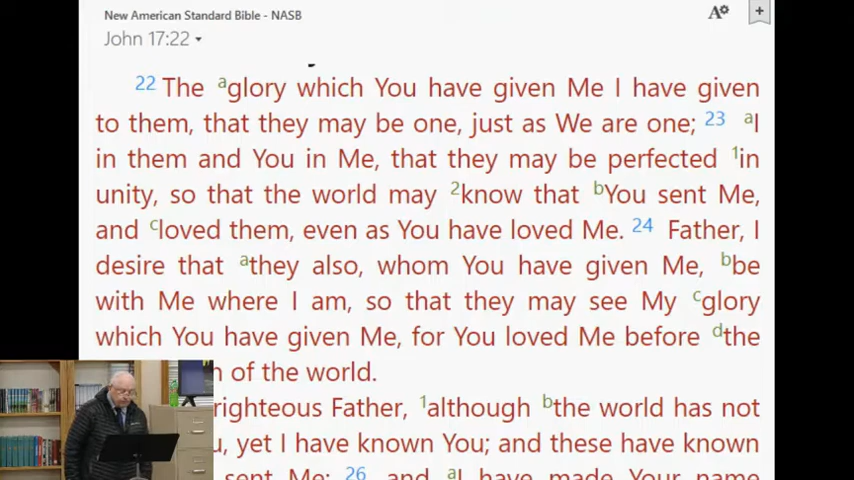 New American Standard Bible - NASB
John 17:22
22 The aglory which You have given Me I have given
to them, that they may be one, just as We are one; 23 aI
in them and You in Me, that they may be perfected 1in
unity, so that the world may 2know that bYou sent Me,
and cloved them, even as You have loved Me. 24 Father, I
desire that athey also, whom You have given Me, bbe
with Me where I am, so that they may see My cglory
which You have given Me, for You loved Me before dthe
of the world.
righteous Father, 1although bthe world has not
yet I have known You; and these have known
sent Me; 26 and aI have made Your name